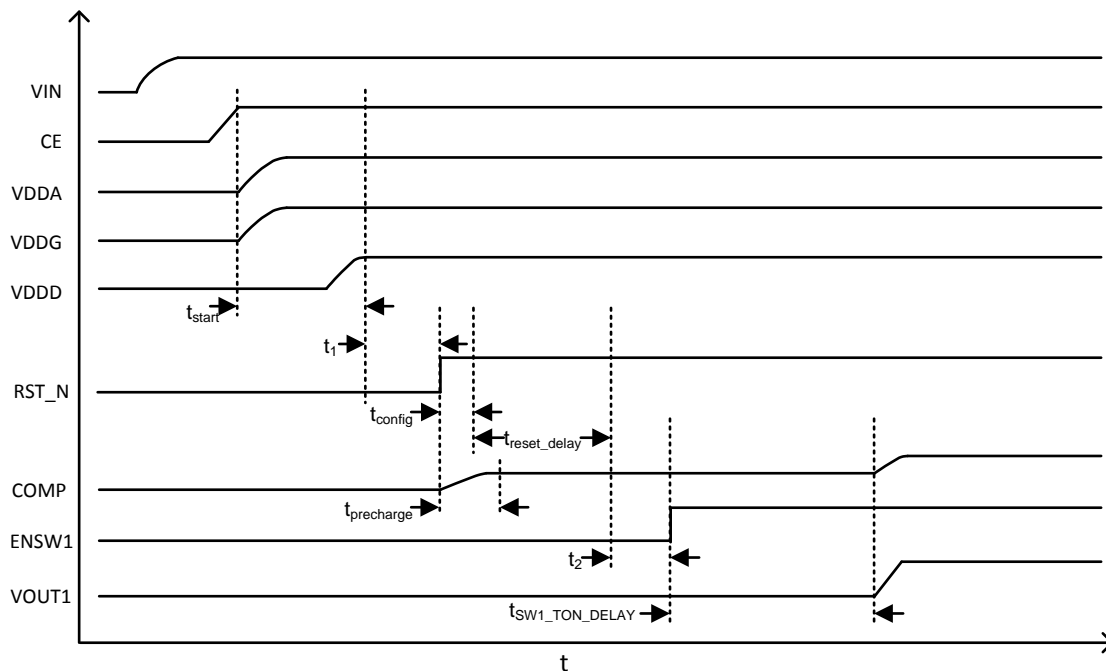 VIN
CE
VDDA
VDDG
VDDD
tstart
t1
RST_N
tconfig
treset_delay
COMP
tprecharge
ENSW1
t2
VOUT1
tSW1_TON_DELAY
t